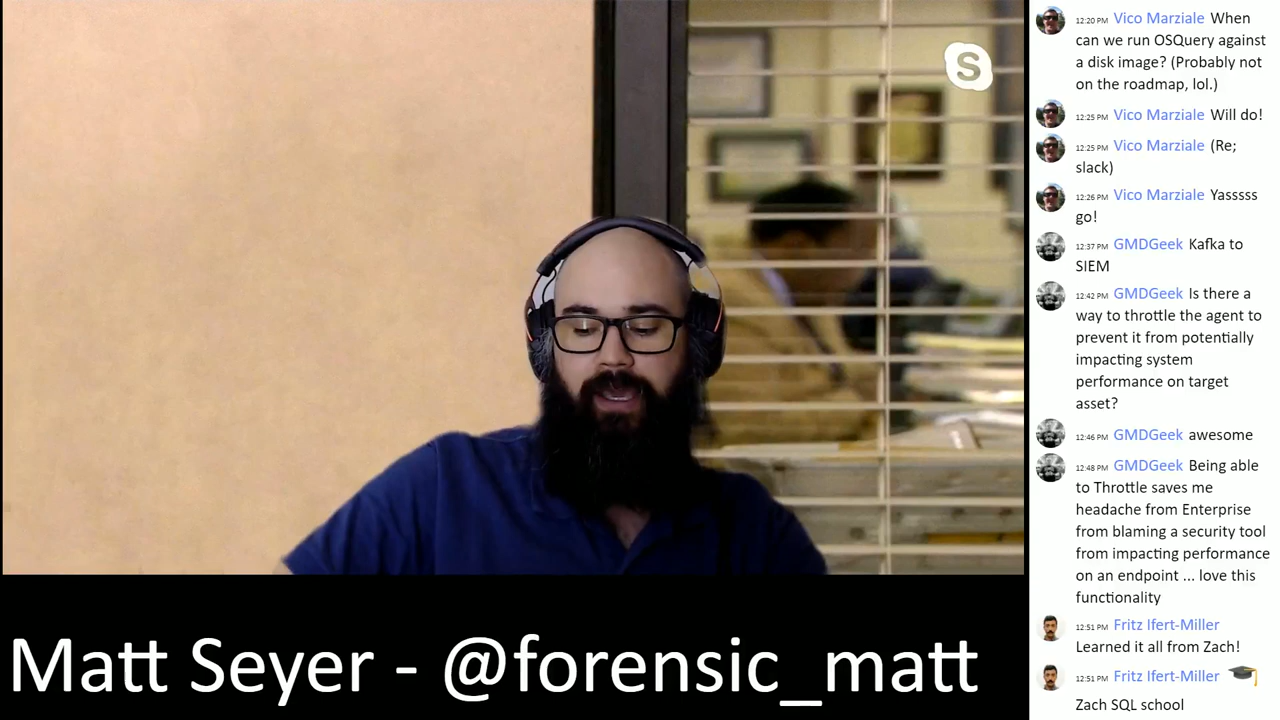 S
12:20 PM Vico Marziale When
can we run OSQuery against
a disk image? (Probably not
on the roadmap, lol.)
12:25 PM Vico Marziale Will do!
12:25 PM Vico Marziale (Re;
slack)
12:26 PM Vico Marziale Yasssss
go!
12:37 PM GMDGeek Kafka to
SIEM
12:42 PM GMDGeek Is there a
way to throttle the agent to
prevent it from potentially
impacting system
performance on target
asset?
12:46 PM GMDGeek awesome
12:48 PM GMDGeek Being able
to Throttle saves me
headache from Enterprise
from blaming a security tool
from impacting performance
on an endpoint ... love this
functionality
12:51 PM Fritz Ifert-Miller
Learned it all from Zach!
12:51 PM Fritz Ifert-Miller 🎓
Zach SQL school
Matt Seyer - @forensic_matt